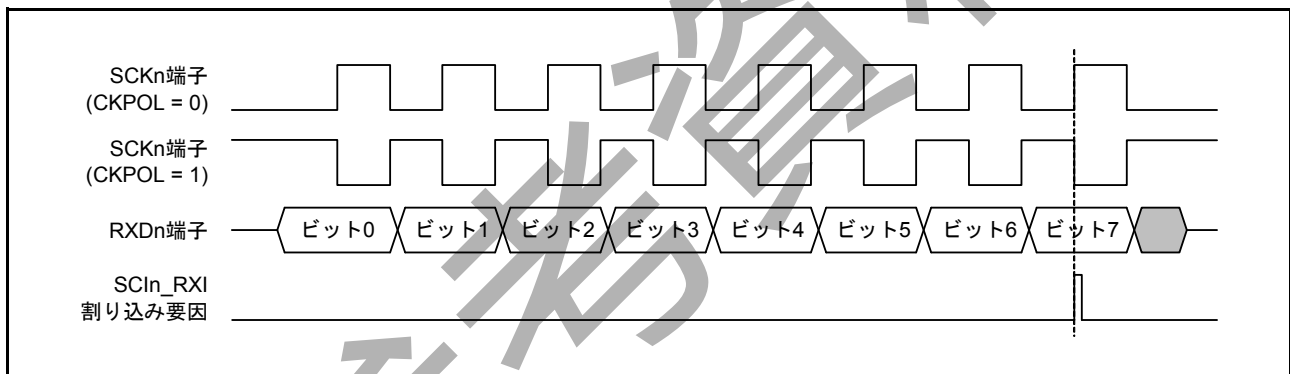 SCKn端子
(CKPOL = 0)
SCKn端子
(CKPOL = 1)
RXDn端子
ビット0 ビット1 ビット2 ビット3 ビット4 ビット5 ビット6 ビット7
SCIn_RXI
割り込み要因
考資